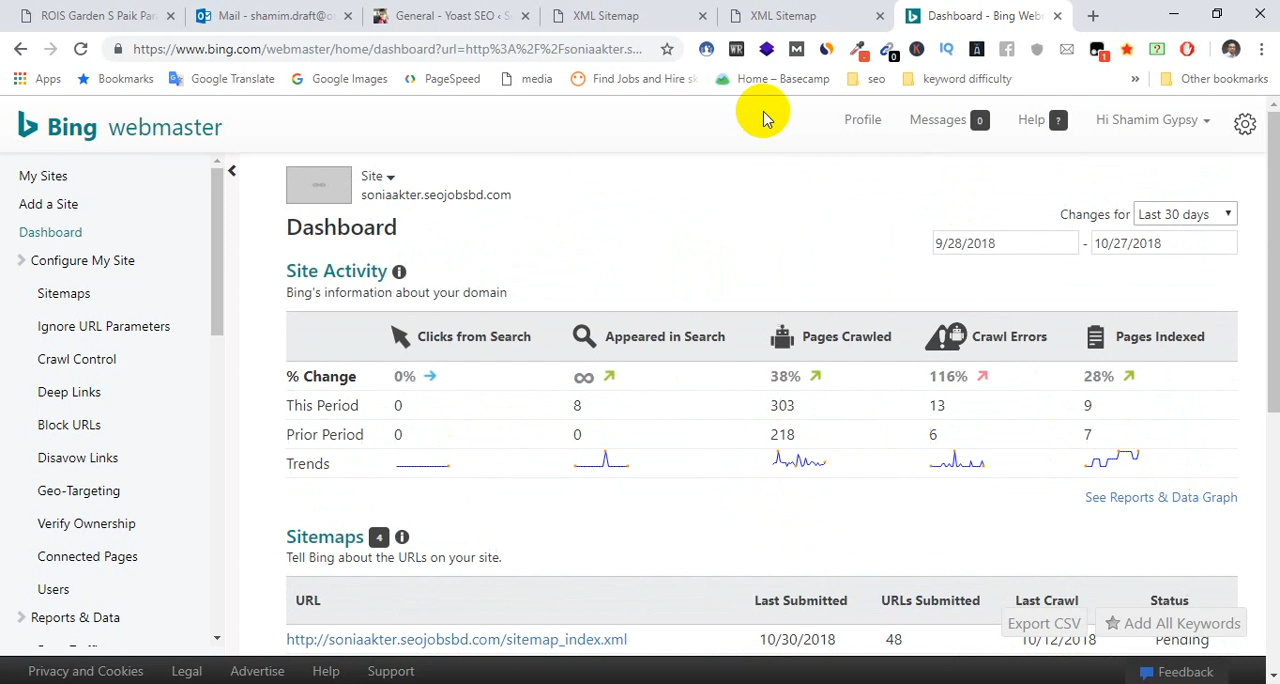 ROIS Garden S Paik Par
Mail - shamim.draft@o
General - Yoast SEO ‹ S
XML Sitemap
XML Sitemap
Dashboard - Bing Web
https://www.bing.com/webmaster/home/dashboard?url=http%3A%2F%2Fsoniaakter.s...
Apps
Bookmarks
Google Translate
Google Images
PageSpeed
media
Find Jobs and Hire sk
Home – Basecamp
seo
keyword difficulty
»
Other bookmarks
Bing webmaster
Profile
Messages 0
Help ?
Hi Shamim Gypsy
My Sites
Add a Site
Dashboard
Configure My Site
Sitemaps
Ignore URL Parameters
Crawl Control
Deep Links
Block URLs
Disavow Links
Geo-Targeting
Verify Ownership
Connected Pages
Users
Reports & Data
Site
soniaakter.seojobsbd.com
Dashboard
Changes for Last 30 days
9/28/2018 - 10/27/2018
Site Activity
Bing's information about your domain
Clicks from Search Appeared in Search Pages Crawled Crawl Errors Pages Indexed
% Change 0% ∞ 38% 116% 28%
This Period 0 8 303 13 9
Prior Period 0 0 218 6 7
Trends
See Reports & Data Graph
Sitemaps 4
Tell Bing about the URLs on your site.
URL Last Submitted URLs Submitted Last Crawl Status
Export CSV Add All Keywords
http://soniaakter.seojobsbd.com/sitemap_index.xml 10/30/2018 48 10/12/2018 Pending
Privacy and Cookies Legal Advertise Help Support Feedback